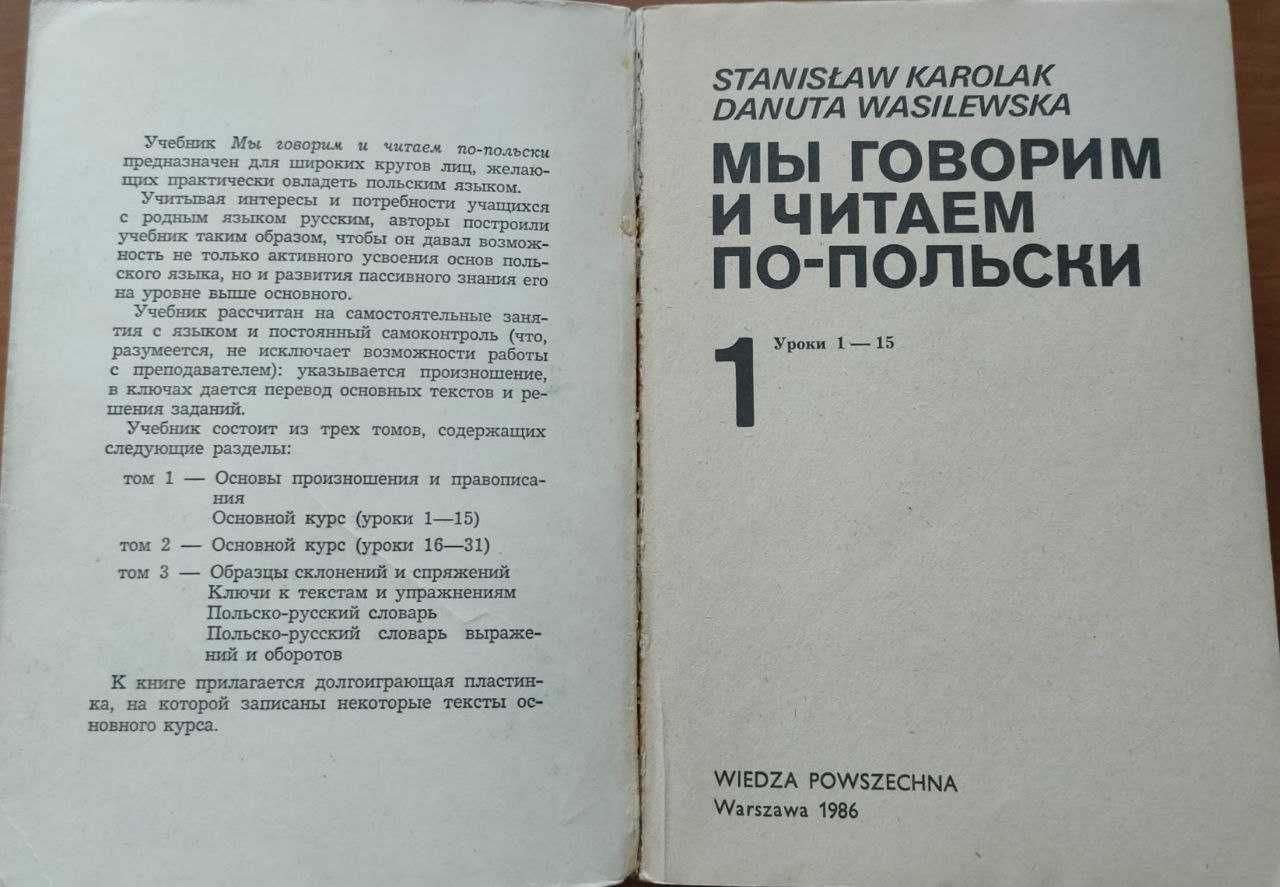 Учебник Мы говорим и читаем по-польски
предназначен для широких кругов лиц, желаю-
щих практически овладеть польским языком.
Учитывая интересы и потребности учащихся
с родным языком русским, авторы построили
учебник таким образом, чтобы он давал возмож-
ность не только активного усвоения основ поль-
ского языка, но и развития пассивного знания его
на уровне выше основного.
Учебник рассчитан на самостоятельные заня-
тия с языком и постоянный самоконтроль (что,
разумеется, не исключает возможности работы
с преподавателем): указывается произношение,
в ключах дается перевод основных текстов и ре-
шения заданий.
Учебник состоит из трех томов, содержащих
следующие разделы:
том 1 — Основы произношения и правописа-
ния
Основной курс (уроки 1—15)
том 2 — Основной курс (уроки 16—31)
том 3 — Образцы склонений и спряжений
Ключи к текстам и упражнениям
Польско-русский словарь
Польско-русский словарь выраже-
ний и оборотов
К книге прилагается долгоиграющая пластин-
ка, на которой записаны некоторые тексты ос-
новного курса.
STANISŁAW KAROLAK
DANUTA WASILEWSKA
МЫ ГОВОРИМ
И ЧИТАЕМ
ПО-ПОЛЬСКИ
1 Уроки 1—15
WIEDZA POWSZECHNA
Warszawa 1986